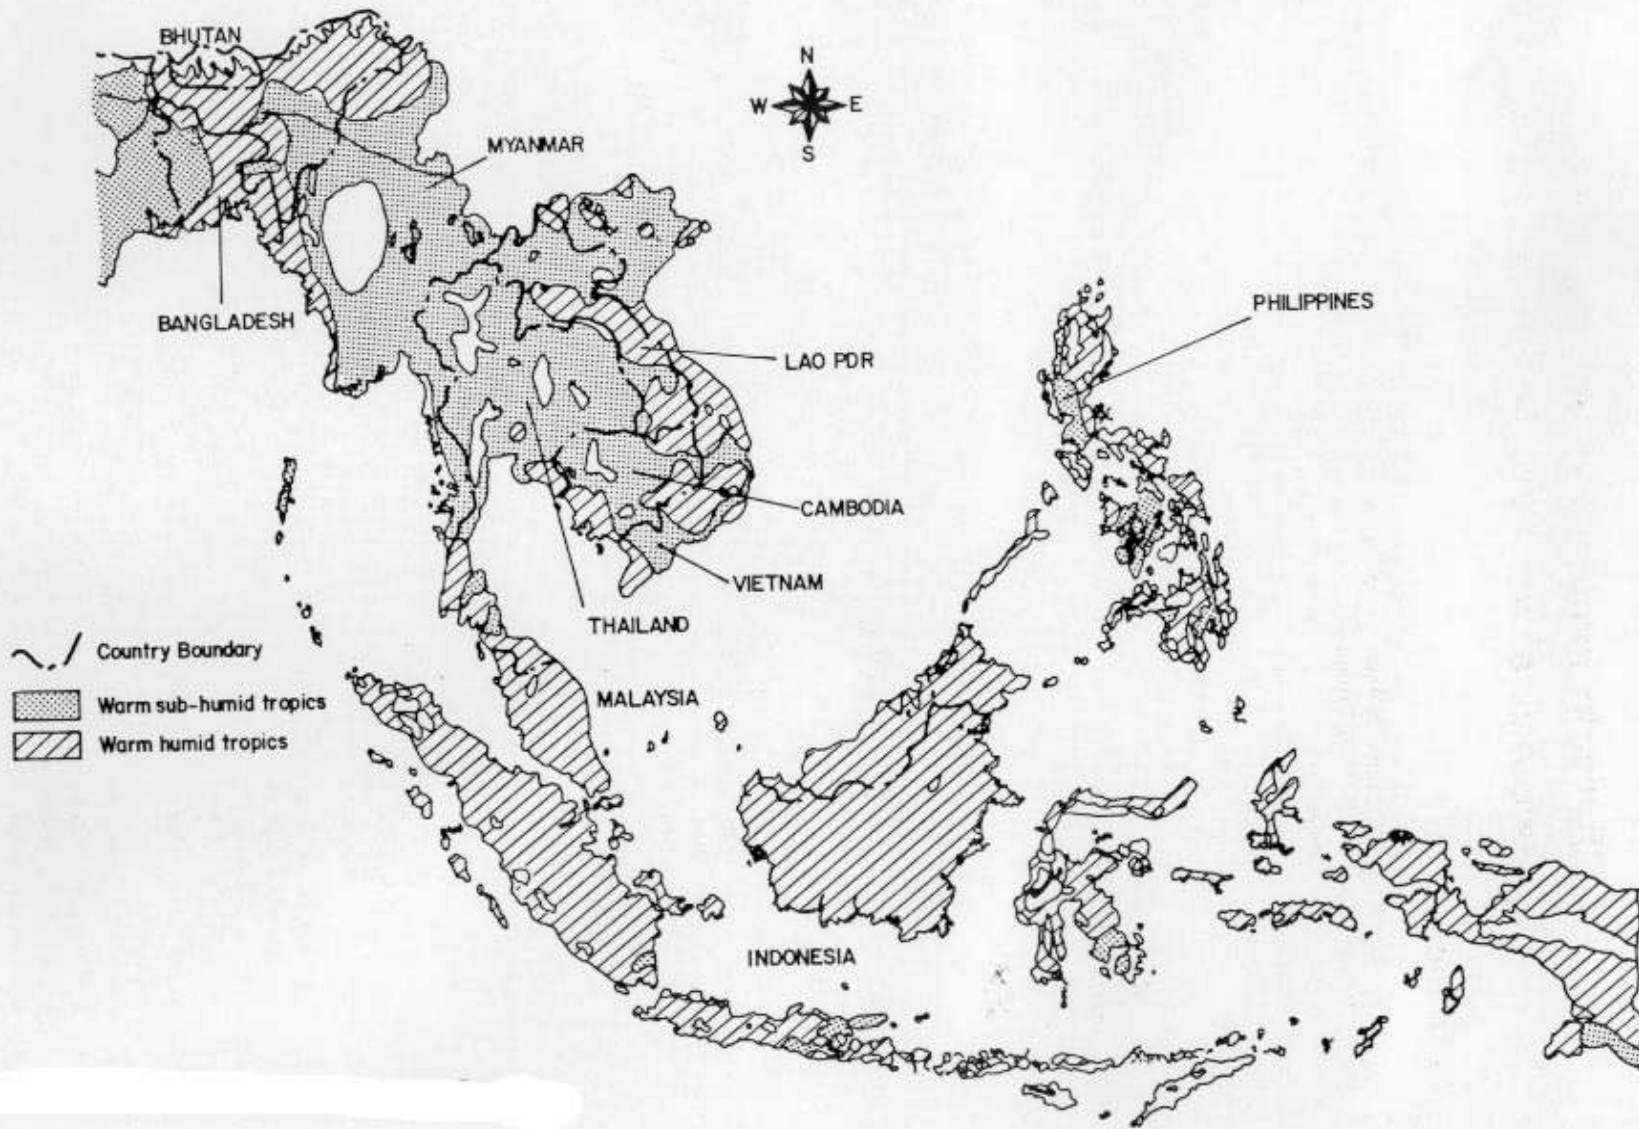 BHUTAN
N
W E
S
MYANMAR
BANGLADESH
PHILIPPINES
LAO PDR
CAMBODIA
VIETNAM
THAILAND
Country Boundary
Warm sub-humid tropics
Warm humid tropics
MALAYSIA
INDONESIA